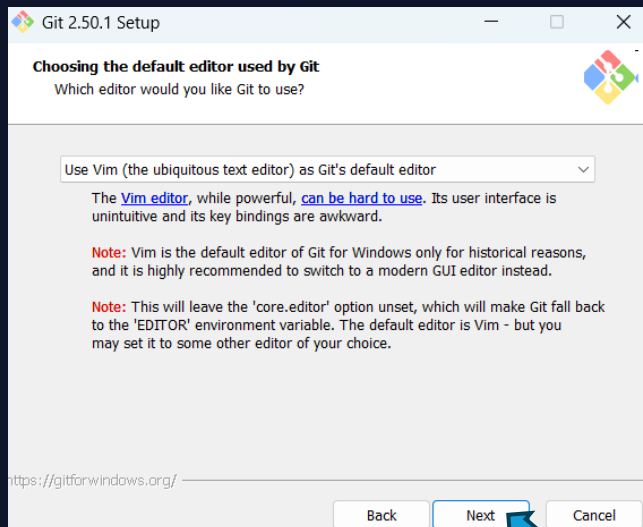 Git 2.50.1 Setup
Choosing the default editor used by Git
Which editor would you like Git to use?
Use Vim (the ubiquitous text editor) as Git's default editor
The Vim editor, while powerful, can be hard to use. Its user interface is
unintuitive and its key bindings are awkward.
Note: Vim is the default editor of Git for Windows only for historical reasons,
and it is highly recommended to switch to a modern GUI editor instead.
Note: This will leave the 'core.editor' option unset, which will make Git fall back
to the 'EDITOR' environment variable. The default editor is Vim - but you
may set it to some other editor of your choice.
https://gitforwindows.org/
Back Next Cancel